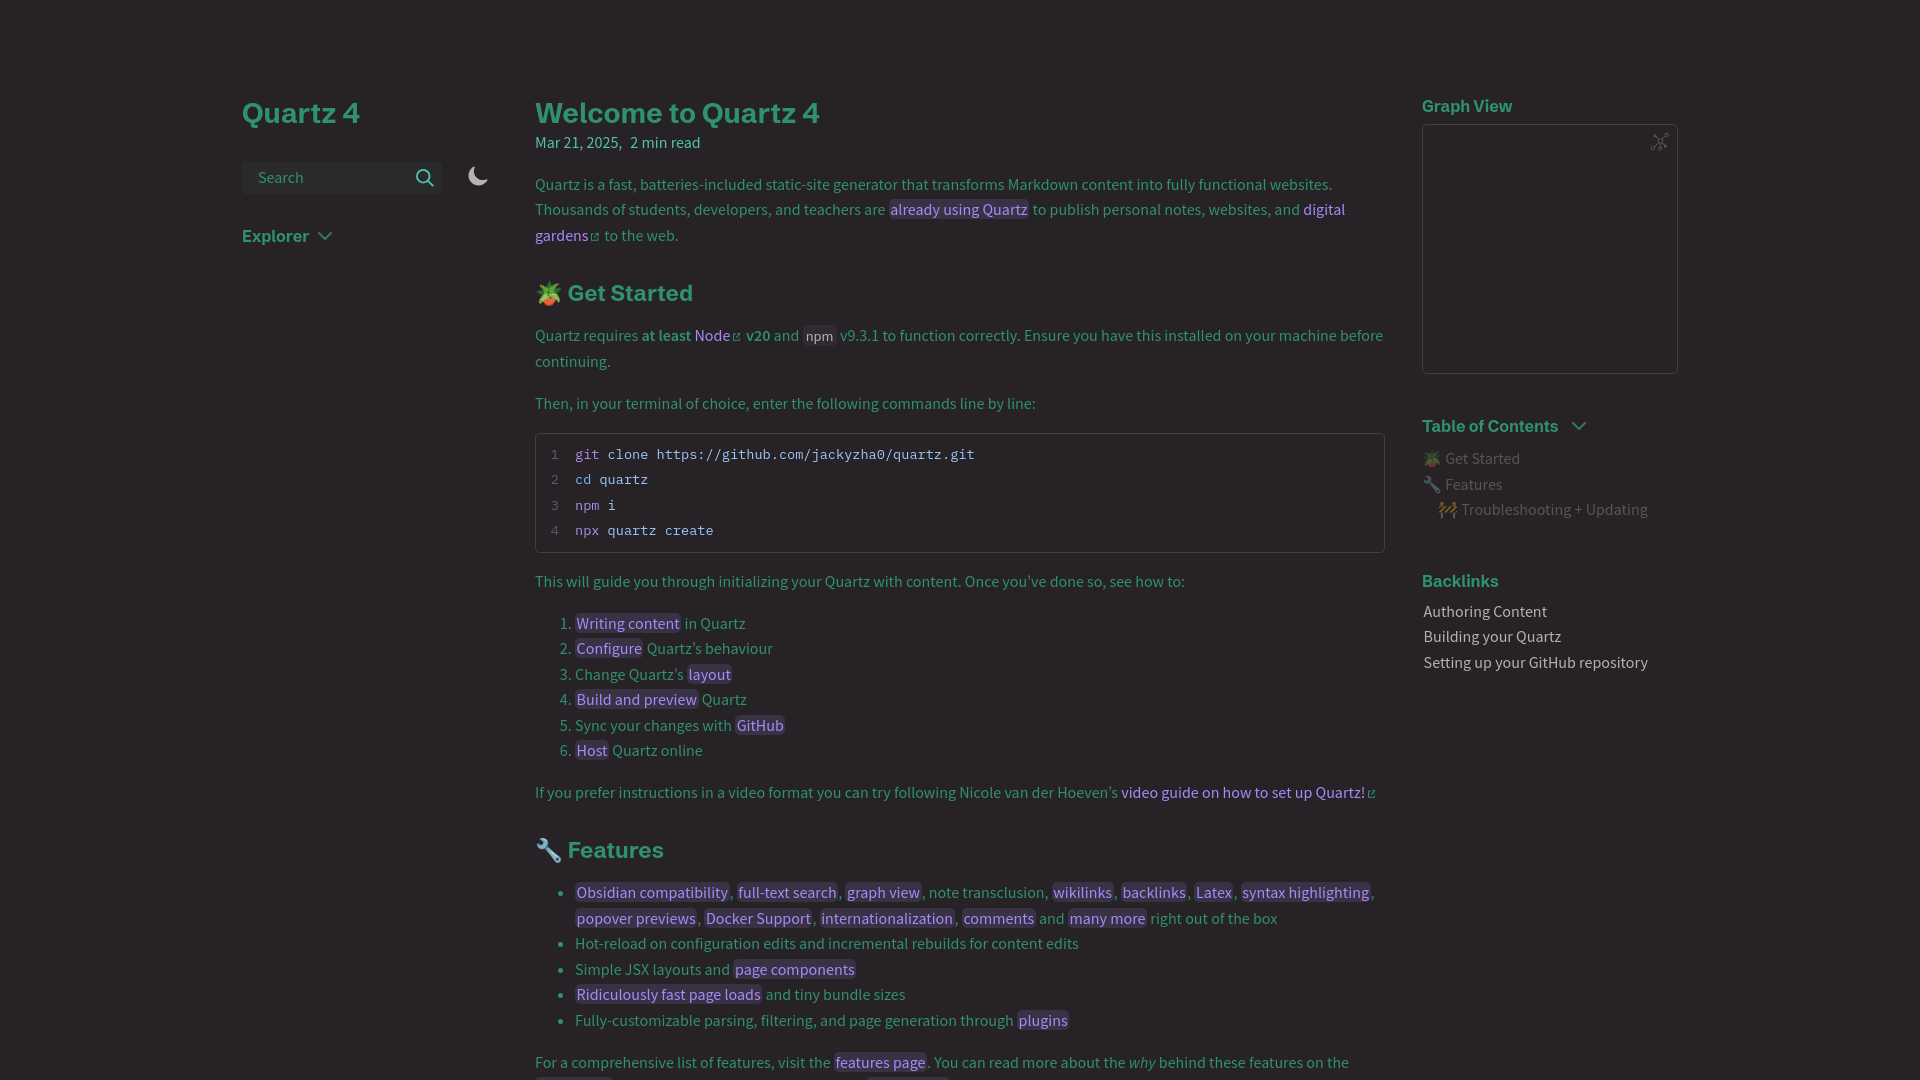 Quartz 4
Search
Explorer
Welcome to Quartz 4
Mar 21, 2025, 2 min read
Quartz is a fast, batteries-included static-site generator that transforms Markdown content into fully functional websites.
Thousands of students, developers, and teachers are already using Quartz to publish personal notes, websites, and digital
gardens to the web.
🪴 Get Started
Quartz requires at least Node v20 and npm v9.3.1 to function correctly. Ensure you have this installed on your machine before
continuing.
Then, in your terminal of choice, enter the following commands line by line:
1 git clone https://github.com/jackyzha0/quartz.git
2 cd quartz
3 npm i
4 npx quartz create
This will guide you through initializing your Quartz with content. Once you’ve done so, see how to:
1. Writing content in Quartz
2. Configure Quartz’s behaviour
3. Change Quartz’s layout
4. Build and preview Quartz
5. Sync your changes with GitHub
6. Host Quartz online
If you prefer instructions in a video format you can try following Nicole van der Hoeven’s video guide on how to set up Quartz!
🔧 Features
• Obsidian compatibility, full-text search, graph view, note transclusion, wikilinks, backlinks, Latex, syntax highlighting,
popover previews, Docker Support, internationalization, comments and many more right out of the box
• Hot-reload on configuration edits and incremental rebuilds for content edits
• Simple JSX layouts and page components
• Ridiculously fast page loads and tiny bundle sizes
• Fully-customizable parsing, filtering, and page generation through plugins
For a comprehensive list of features, visit the features page. You can read more about the why behind these features on the
Graph View
Table of Contents
🪴 Get Started
🔧 Features
🚧 Troubleshooting + Updating
Backlinks
Authoring Content
Building your Quartz
Setting up your GitHub repository